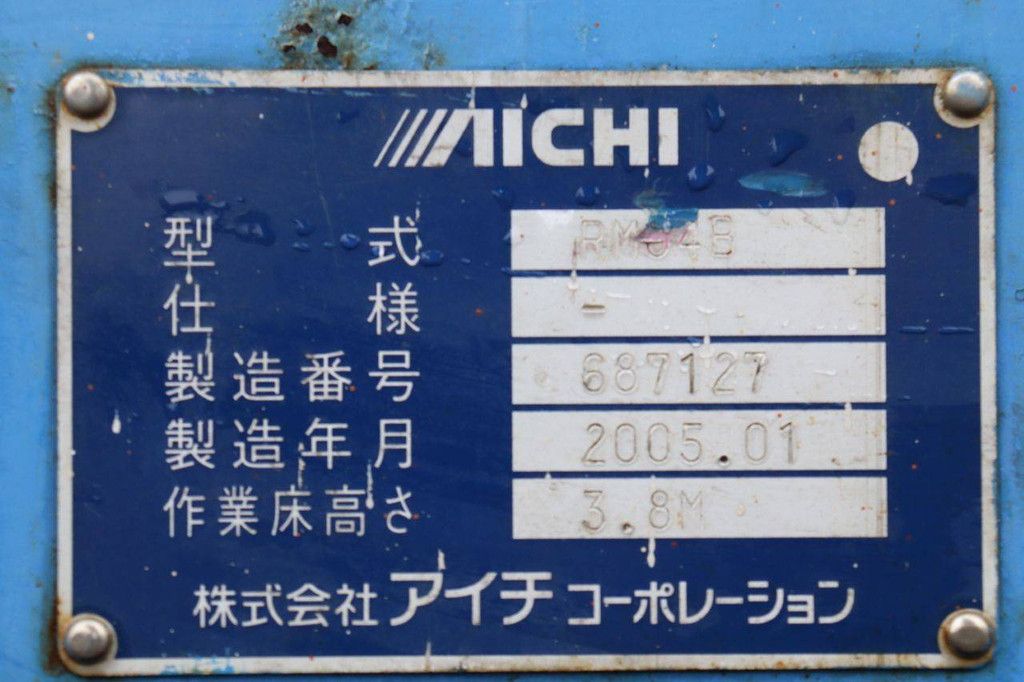 AICHI
型式 RM04B
仕様 -
製造番号 687127
製造年月 2005.01
作業床高さ 3.8M
株式会社アイチコーポレーション